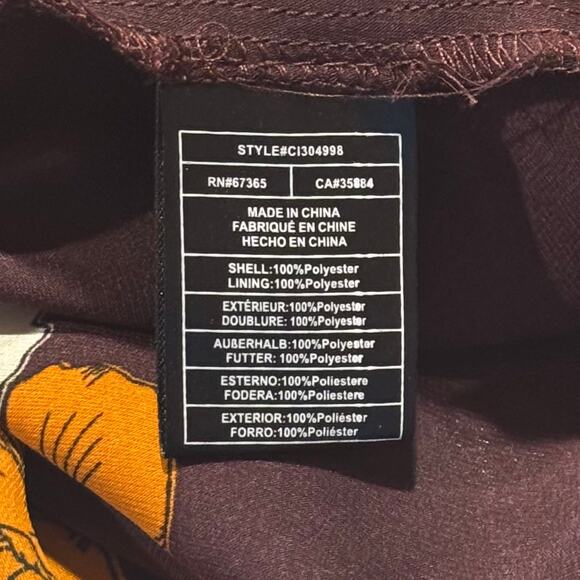 STYLE#CI304998
RN#67365 CA#35884
MADE IN CHINA
FABRIQUÉ EN CHINE
HECHO EN CHINA
SHELL:100%Polyester
LINING:100%Polyester
EXTÉRIEUR:100%Polyester
DOUBLURE:100%Polyester
AUßERHALB:100%Polyester
FUTTER: 100%Polyester
ESTERNO:100%Poliestere
FODERA:100%Poliestere
EXTERIOR:100%Poliéster
FORRO:100%Poliéster